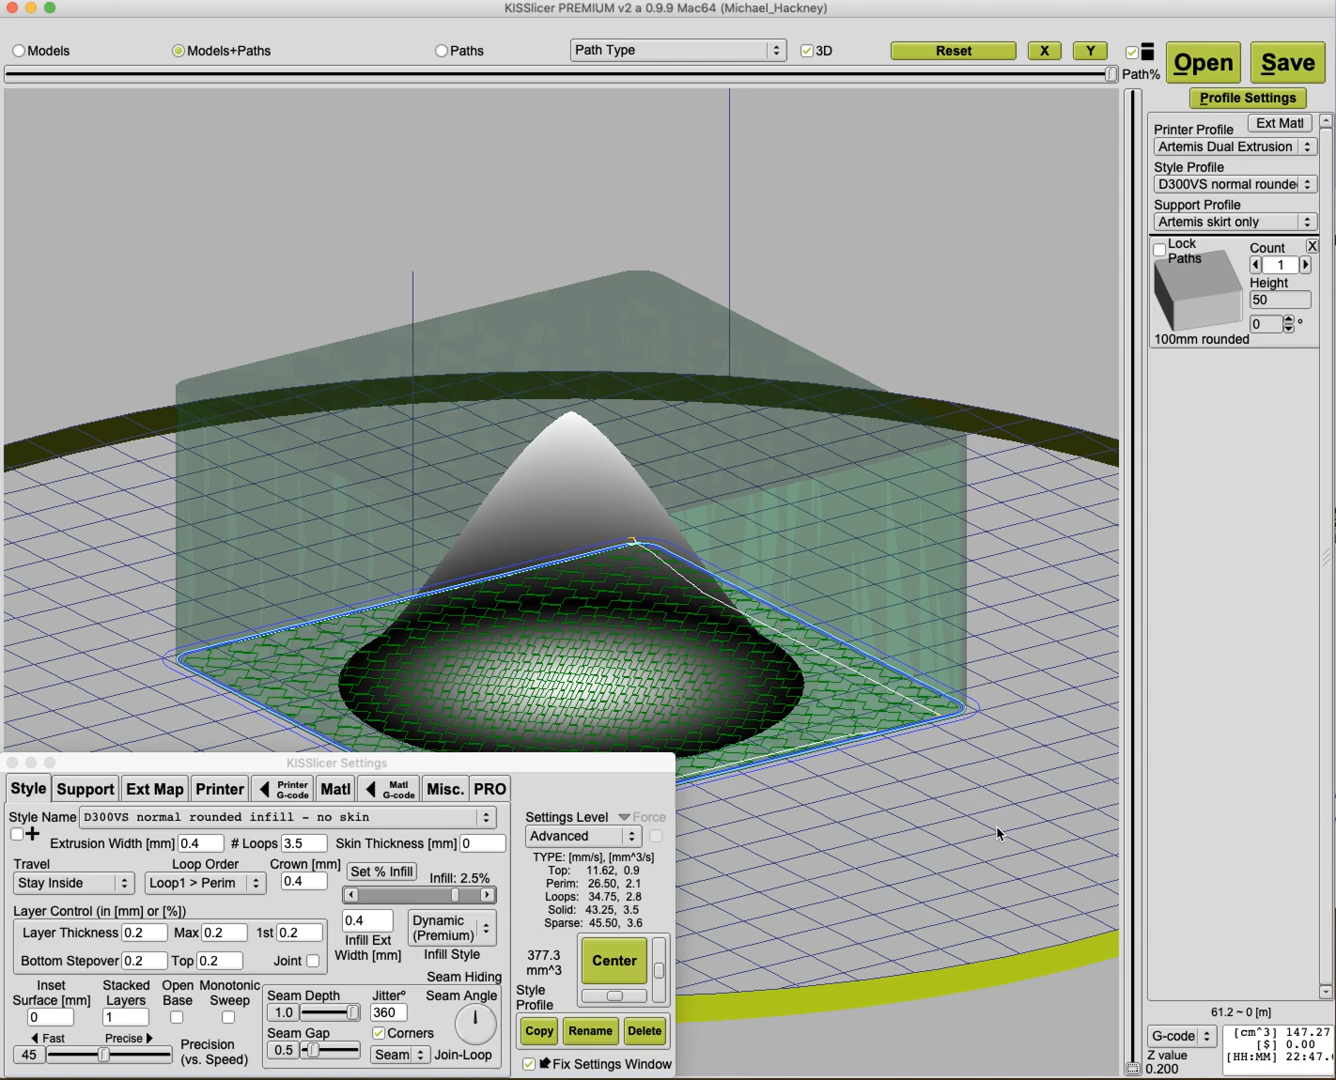 KISSlicer PREMIUM v2 a 0.9.9 Mac64 (Michael_Hackney)
Models
Models+Paths
Paths
Path Type
3D
Reset
X
Y
Path%
Open
Save
Profile Settings
Printer Profile
Ext Matl
Artemis Dual Extrusion
Style Profile
D300VS normal rounde
Support Profile
Artemis skirt only
Lock
Paths
Count
X
1
Height
50
0 °
100mm rounded
KISSlicer Settings
Style
Support
Ext Map
Printer
Printer
G-code
Matl
Matl
G-code
Misc.
PRO
Style Name
D300VS normal rounded infill - no skin
Extrusion Width [mm] 0.4
# Loops 3.5
Skin Thickness [mm] 0
Travel
Stay Inside
Loop Order
Loop1 > Perim
Crown [mm]
0.4
Set % Infill
Infill: 2.5%
0.4
Infill Ext
Width [mm]
Dynamic
(Premium)
Infill Style
Layer Control (in [mm] or [%])
Layer Thickness 0.2 Max 0.2 1st 0.2
Bottom Stepover 0.2 Top 0.2 Joint
Inset
Surface [mm]
0
Stacked
Layers
1
Open
Base
Monotonic
Sweep
Fast
Precise
45
Precision
(vs. Speed)
Seam Hiding
Seam Depth
1.0
Jitter°
360
Seam Angle
Seam Gap
0.5
Corners
Seam
Join-Loop
Settings Level
Force
Advanced
TYPE: [mm/s], [mm^3/s]
Top: 11.62, 0.9
Perim: 26.50, 2.1
Loops: 34.75, 2.8
Solid: 43.25, 3.5
Sparse: 45.50, 3.6
377.3
mm^3
Center
Style
Profile
Copy
Rename
Delete
Fix Settings Window
61.2 ~ 0 [m]
G-code
Z value
0.200
[cm^3] 147.27
[$] 0.00
[HH:MM] 22:47.